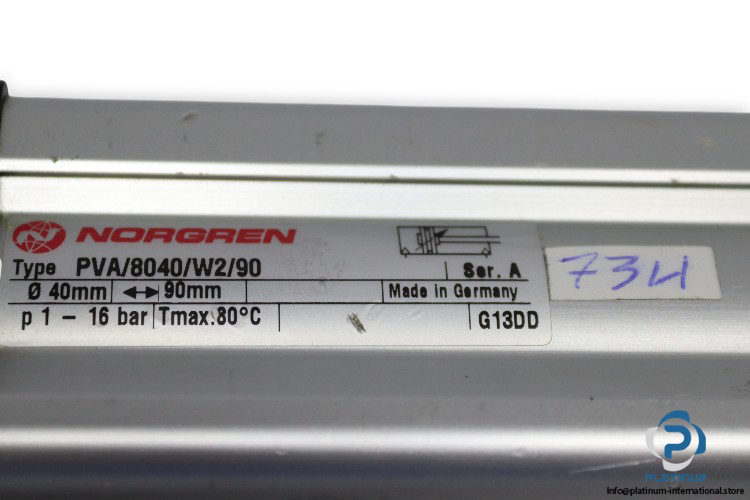 NORGREN
Type PVA/8040/W2/90 Ser. A
Ø 40mm ↔ 90mm Made in Germany
p 1 - 16 bar Tmax.80°C G13DD
734
PLATINUM
Info@platinum-international.store